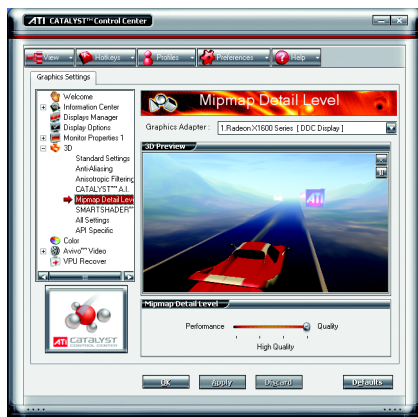 ATI CATALYST™ Control Center
View Hotkeys Profiles Preferences Help
Graphics Settings
Welcome
Information Center
Displays Manager
Display Options
Monitor Properties 1
3D
Standard Settings
Anti-Aliasing
Anisotropic Filtering
CATALYST™ A.I.
Mipmap Detail Leve
SMARTSHADER™
All Settings
API Specific
Color
Avivo™ Video
VPU Recover
ATI CATALYST
CONTROL CENTER
Mipmap Detail Level
Graphics Adapter :
1.Radeon X1600 Series [ DDC Display ]
3D Preview
ATI
Mipmap Detail Level
Performance
Quality
High Quality
OK Apply Discard Defaults